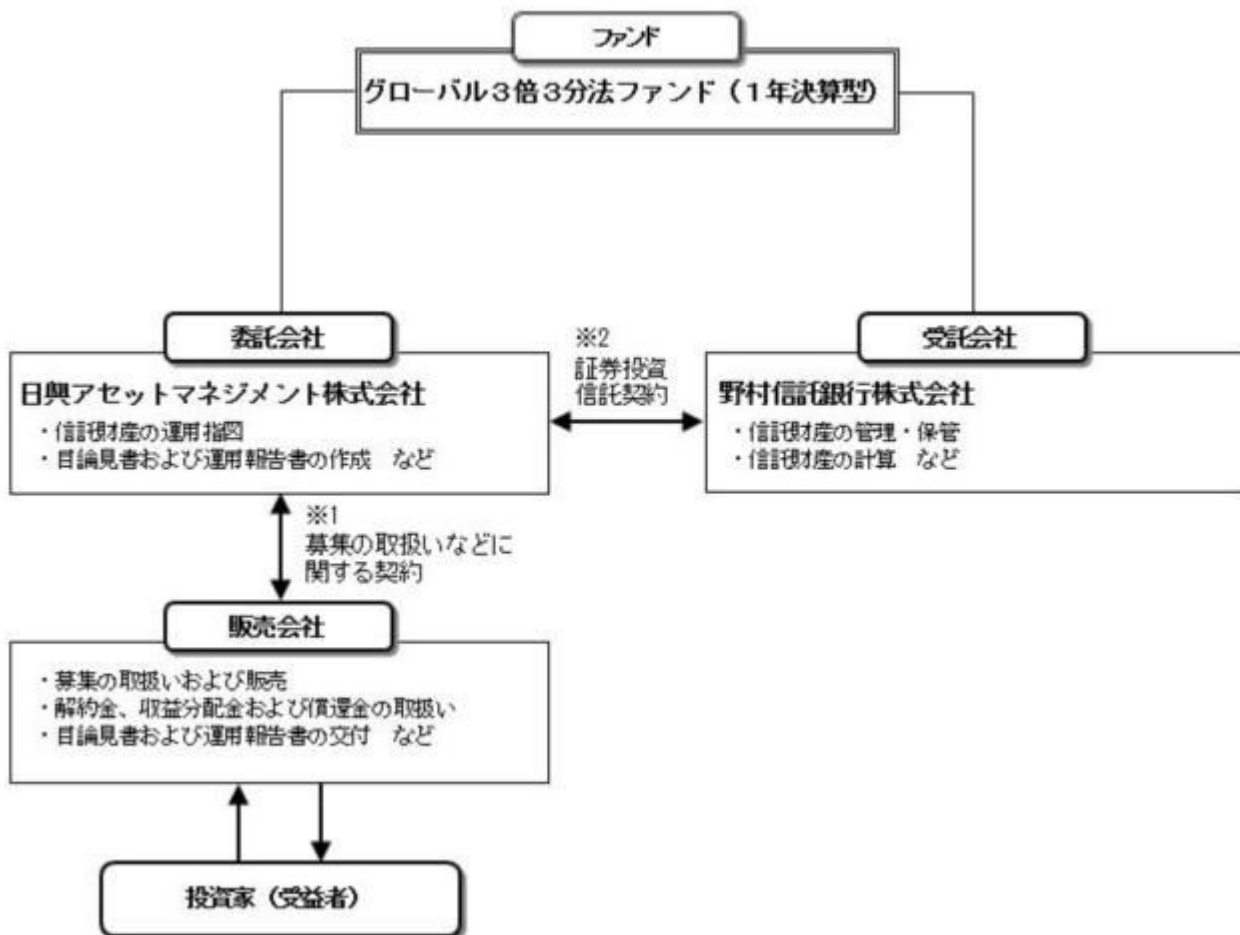 ファンド
グローバル3倍3分法ファンド(1年決算型)
委託会社
日興アセットマネジメント株式会社
・信託財産の運用指図
・目論見書および運用報告書の作成 など
※2
証券投資
信託契約
受託会社
野村信託銀行株式会社
・信託財産の管理・保管
・信託財産の計算 など
※1
募集の取扱いなどに
関する契約
販売会社
・募集の取扱いおよび販売
・解約金、収益分配金および償還金の取扱い
・目論見書および運用報告書の交付 など
投資家(受益者)